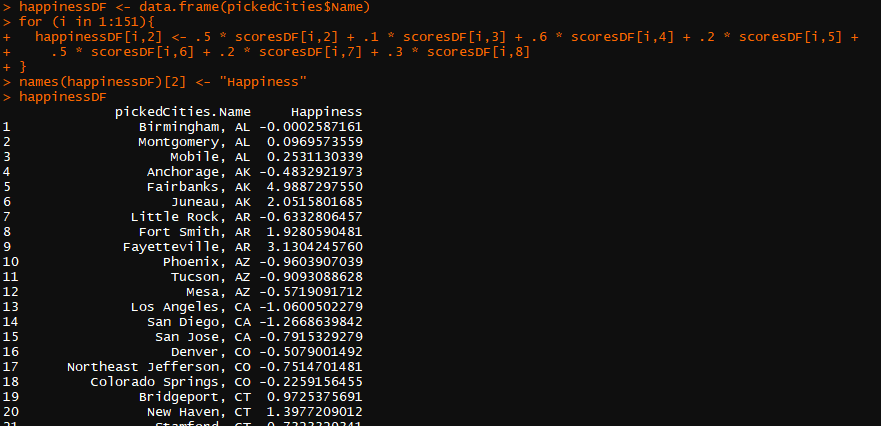 > happinessDF <- data.frame(pickedCities$Name)
> for (i in 1:151){
+   happinessDF[i,2] <- .5 * scoresDF[i,2] + .1 * scoresDF[i,3] + .6 * scoresDF[i,4] + .2 * scoresDF[i,5] +
+     .5 * scoresDF[i,6] + .2 * scoresDF[i,7] + .3 * scoresDF[i,8]
+ }
> names(happinessDF)[2] <- "Happiness"
> happinessDF
pickedCities.Name Happiness
1 Birmingham, AL -0.0002587161
2 Montgomery, AL 0.0969573559
3 Mobile, AL 0.2531130339
4 Anchorage, AK -0.4832921973
5 Fairbanks, AK 4.9887297550
6 Juneau, AK 2.0515801685
7 Little Rock, AR -0.6332806457
8 Fort Smith, AR 1.9280590481
9 Fayetteville, AR 3.1304245760
10 Phoenix, AZ -0.9603907039
11 Tucson, AZ -0.9093088628
12 Mesa, AZ -0.5719091712
13 Los Angeles, CA -1.0600502279
14 San Diego, CA -1.2668639842
15 San Jose, CA -0.7915329279
16 Denver, CO -0.5079001492
17 Northeast Jefferson, CO -0.7514701481
18 Colorado Springs, CO -0.2259156455
19 Bridgeport, CT 0.9725375691
20 New Haven, CT 1.3977209012